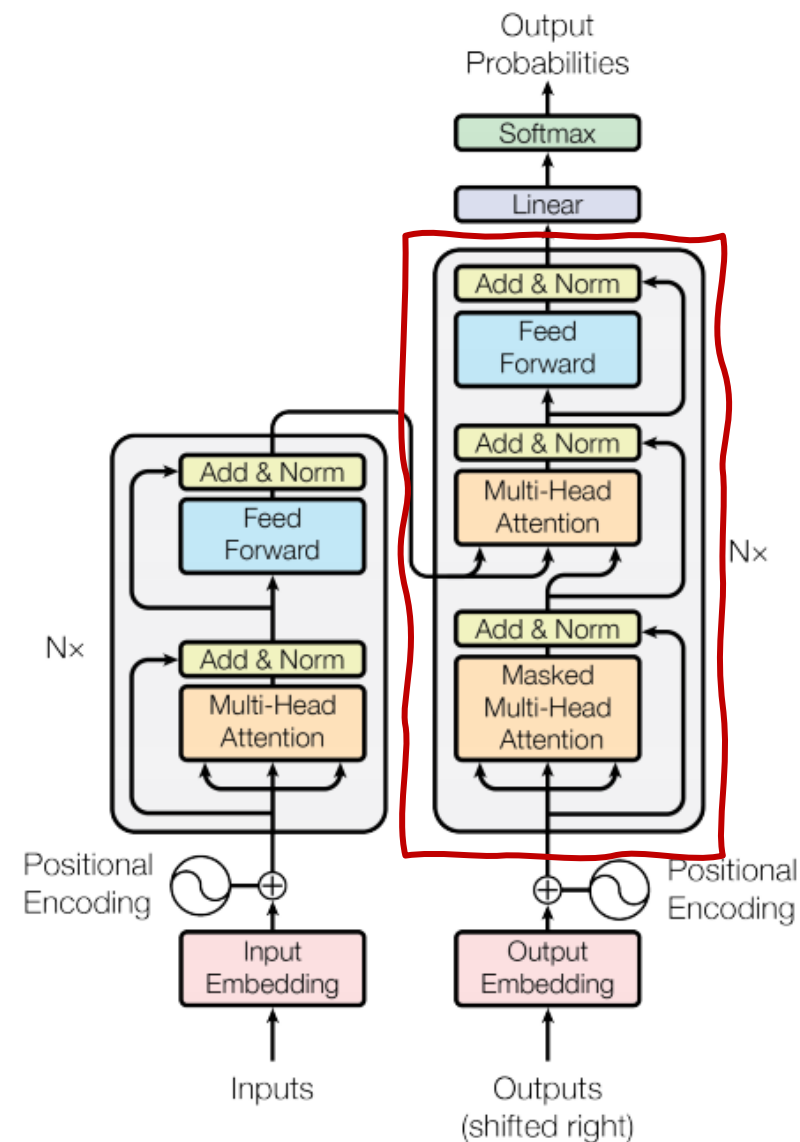 Output
Probabilities
Softmax
Linear
Add & Norm
Feed
Forward
Add & Norm
Multi-Head
Attention
Add & Norm
Masked
Multi-Head
Attention
Nx
Add & Norm
Feed
Forward
Add & Norm
Multi-Head
Attention
Nx
Positional
Encoding
Positional
Encoding
Input
Embedding
Output
Embedding
Inputs
Outputs
(shifted right)